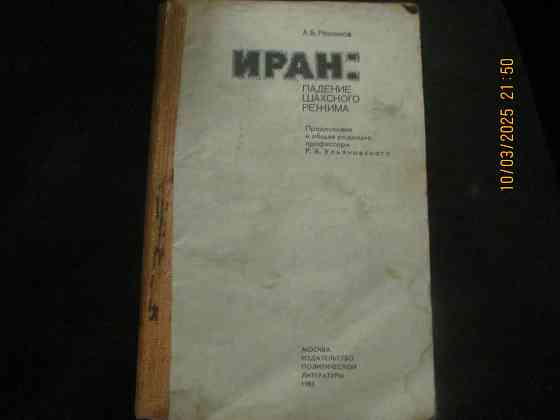 А.Б. Резников
ИРАН:
ПАДЕНИЕ
ШАХСКОГО
РЕЖИМА
Предисловие
и общая редакция
профессора
Р. А. Ульяновского
МОСКВА
ИЗДАТЕЛЬСТВО
ПОЛИТИЧЕСКОЙ
ЛИТЕРАТУРЫ
10/03/2025 21:50